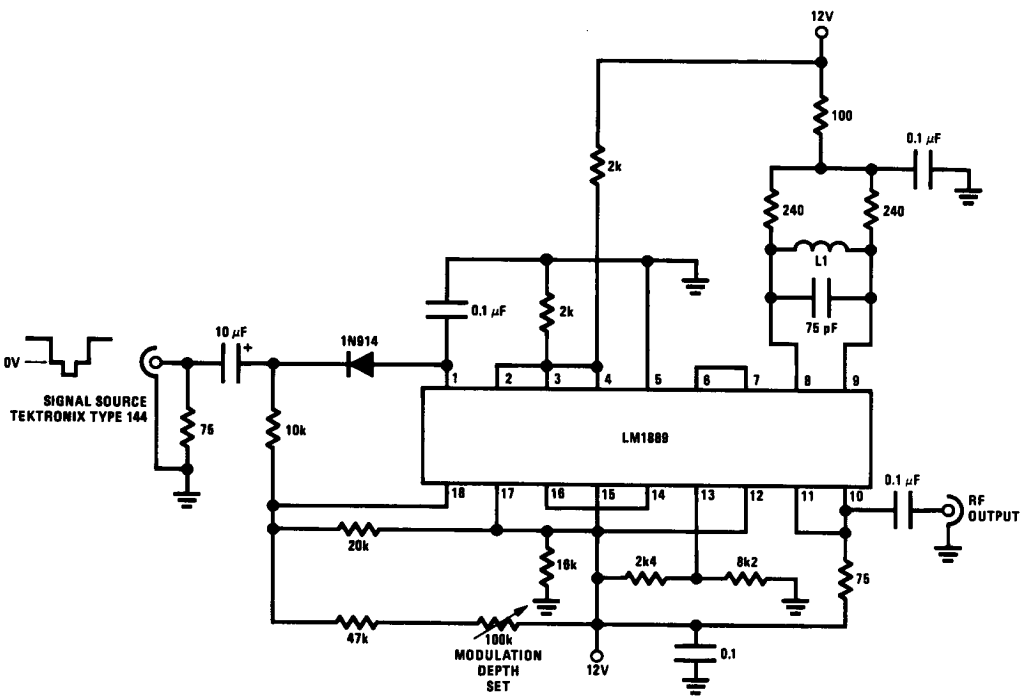 12V
100
0.1 µF
2k
240
240
L1
75 pF
0.1 µF
2k
10 µF
+
1N914
0V
SIGNAL SOURCE
TEKTRONIX TYPE 144
75
10k
1 2 3 4 5 6 7 8 9
LM1889
18 17 16 15 14 13 12 11 10
0.1 µF
RF
OUTPUT
20k
16k
2k4
8k2
75
47k
100k
MODULATION
DEPTH
SET
12V
0.1